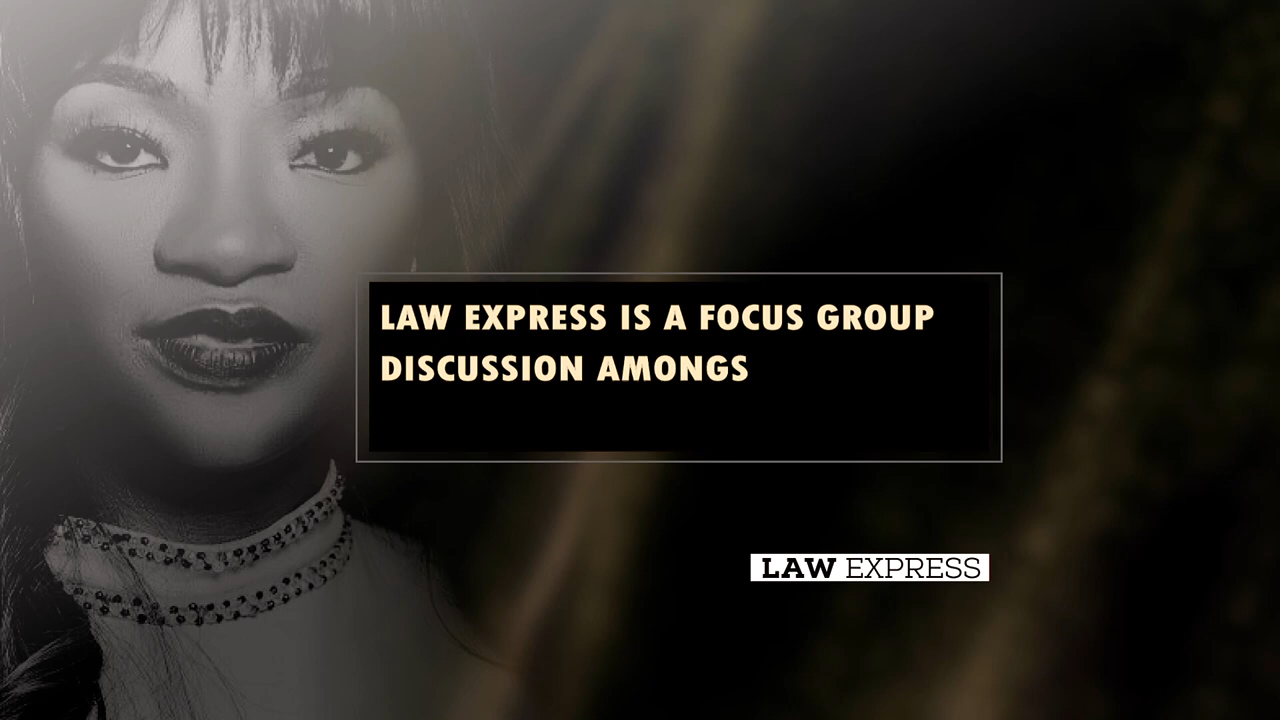 LAW EXPRESS IS A FOCUS GROUP
DISCUSSION AMONGS
LAW EXPRESS